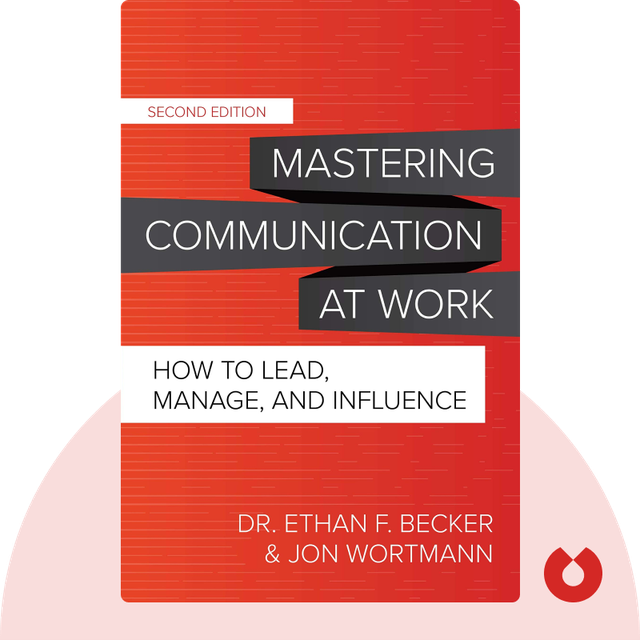 SECOND EDITION
MASTERING
COMMUNICATION
AT WORK
HOW TO LEAD,
MANAGE, AND INFLUENCE
DR. ETHAN F. BECKER
& JON WORTMANN